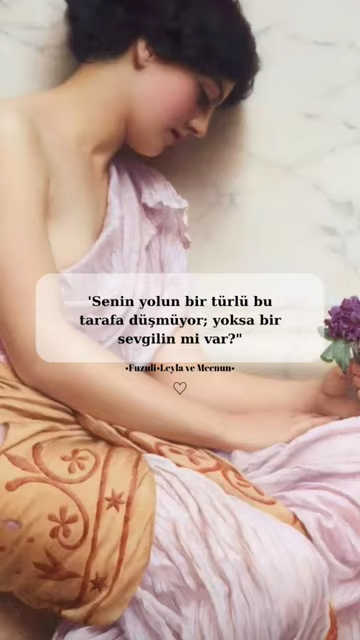 'Senin yolun bir türlü bu
tarafa düşmüyor; yoksa bir
sevgilin mi var?"
•Fuzuli•Leyla ve Mecnun•
♡